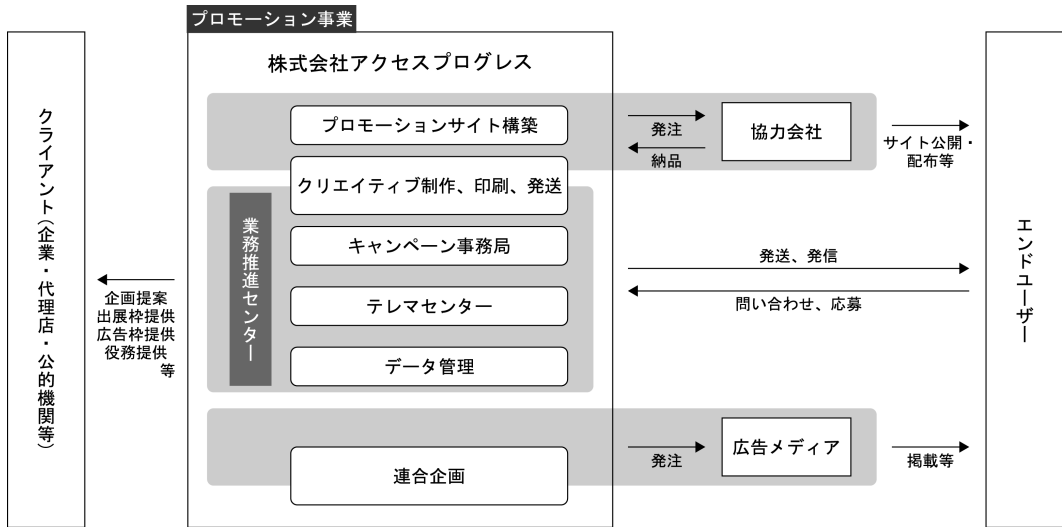 プロモーション事業
株式会社アクセスプログレス
クライアント(企業・代理店・公的機関等)
企画提案
出展枠提供
広告枠提供
役務提供
等
プロモーションサイト構築
クリエイティブ制作、印刷、発送
業務推進センター
キャンペーン事務局
テレマセンター
データ管理
連合企画
発注
納品
協力会社
サイト公開・
配布等
発送、発信
問い合わせ、応募
発注
広告メディア
掲載等
エンドユーザー